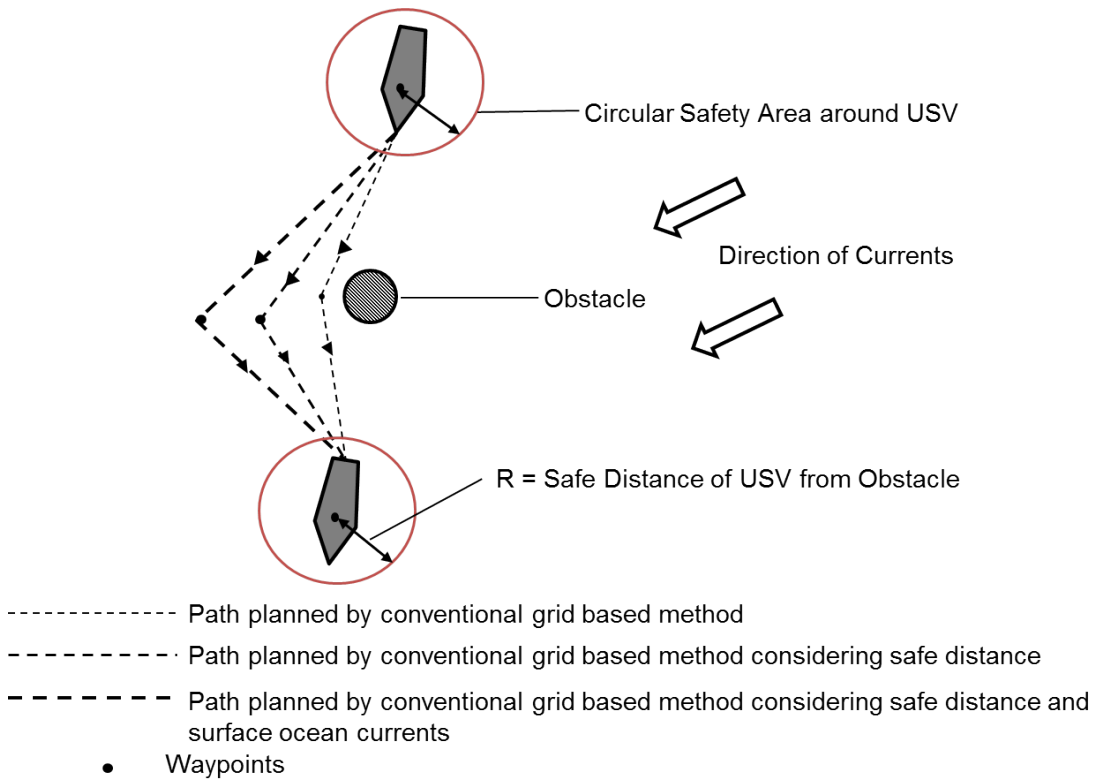 Circular Safety Area around USV
Direction of Currents
Obstacle
R = Safe Distance of USV from Obstacle
Path planned by conventional grid based method
Path planned by conventional grid based method considering safe distance
Path planned by conventional grid based method considering safe distance and
surface ocean currents
Waypoints